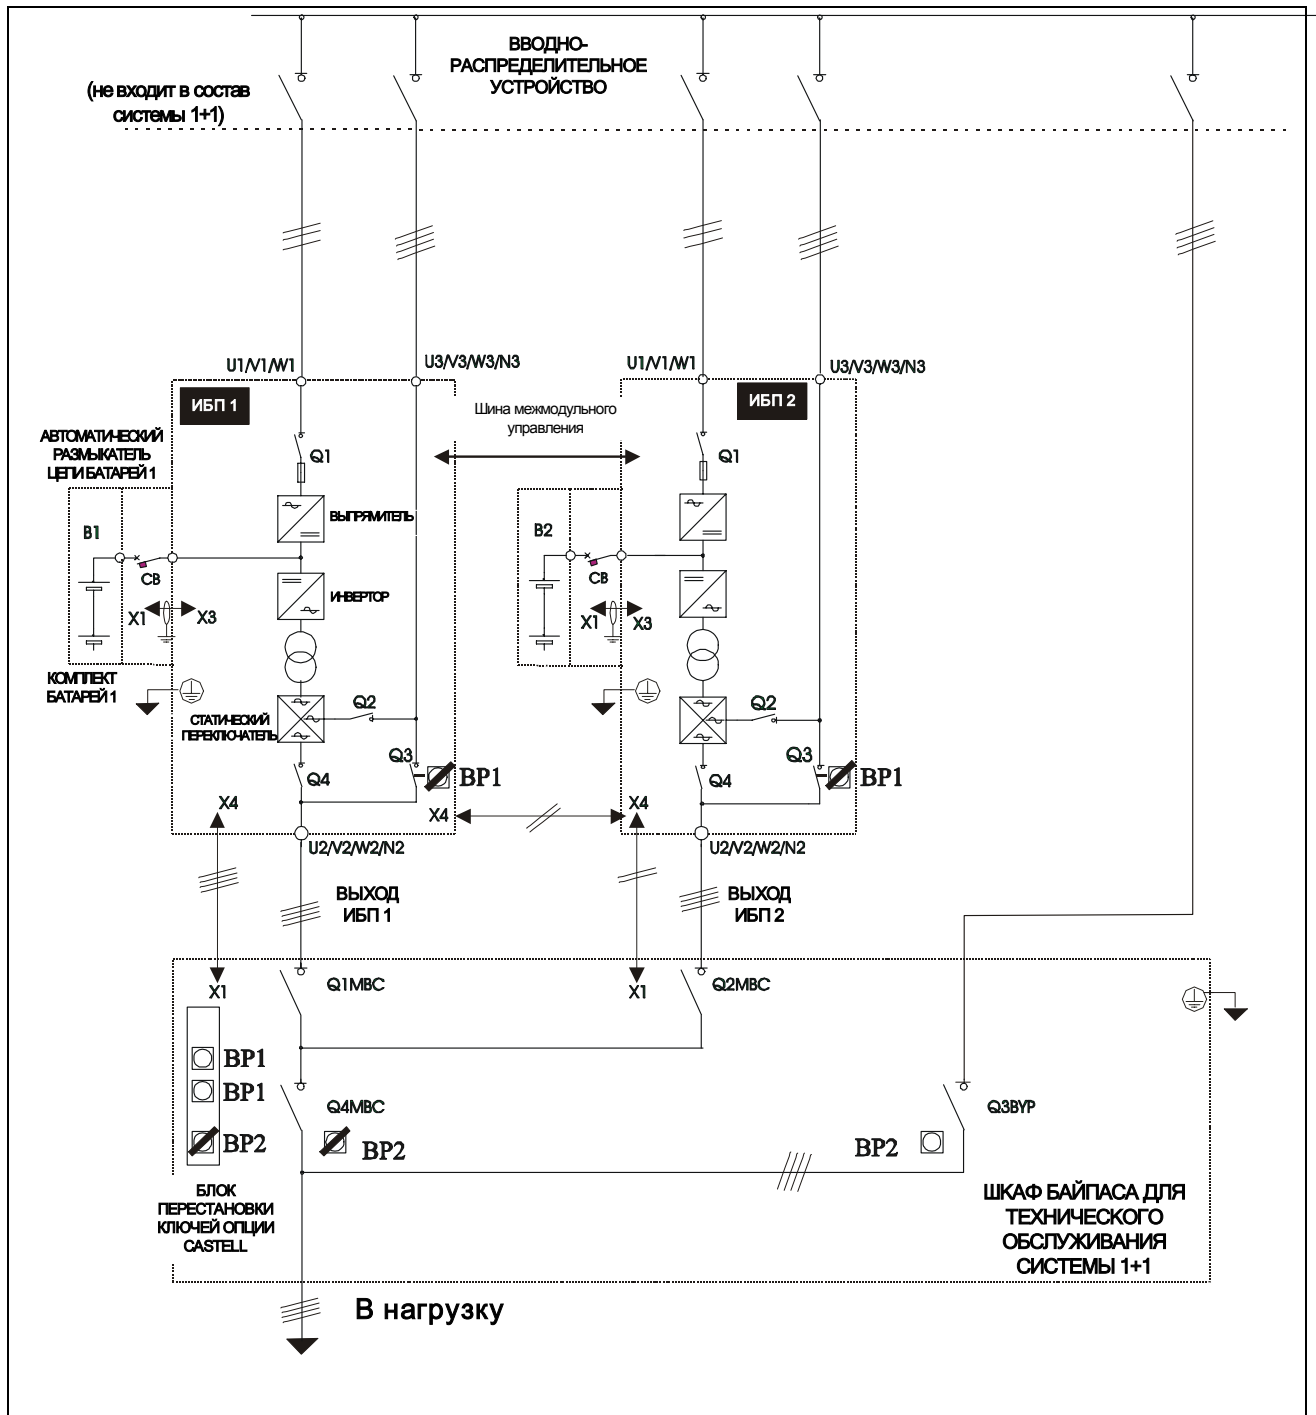 ВВОДНО-
РАСПРЕДЕЛИТЕЛЬНОЕ
УСТРОЙСТВО
(не входит в состав
системы 1+1)
U1/V1/W1
U3/V3/W3/N3
U1/V1/W1
U3/V3/W3/N3
ИБП 1
Шина межмодульного
управления
ИБП 2
АВТОМАТИЧЕСКИЙ
РАЗМЫКАТЕЛЬ
ЦЕПИ БАТАРЕЙ 1
Q1
Q1
B1
ВЫПРЯМИТЕЛЬ
B2
CB
CB
ИНВЕРТОР
X1
X3
X1
X3
КОМПЛЕКТ
БАТАРЕЙ 1
Q2
Q2
СТАТИЧЕСКИЙ
ПЕРЕКЛЮЧАТЕЛЬ
Q3
Q3
Q4
BP1
Q4
BP1
X4
X4
X4
U2/V2/W2/N2
U2/V2/W2/N2
ВЫХОД
ИБП 1
ВЫХОД
ИБП 2
X1
Q1MBC
X1
Q2MBC
BP1
BP1
Q4MBC
Q3BYP
BP2
BP2
BP2
БЛОК
ПЕРЕСТАНОВКИ
КЛЮЧЕЙ ОПЦИИ
CASTELL
ШКАФ БАЙПАСА ДЛЯ
ТЕХНИЧЕСКОГО
ОБСЛУЖИВАНИЯ
СИСТЕМЫ 1+1
В нагрузку